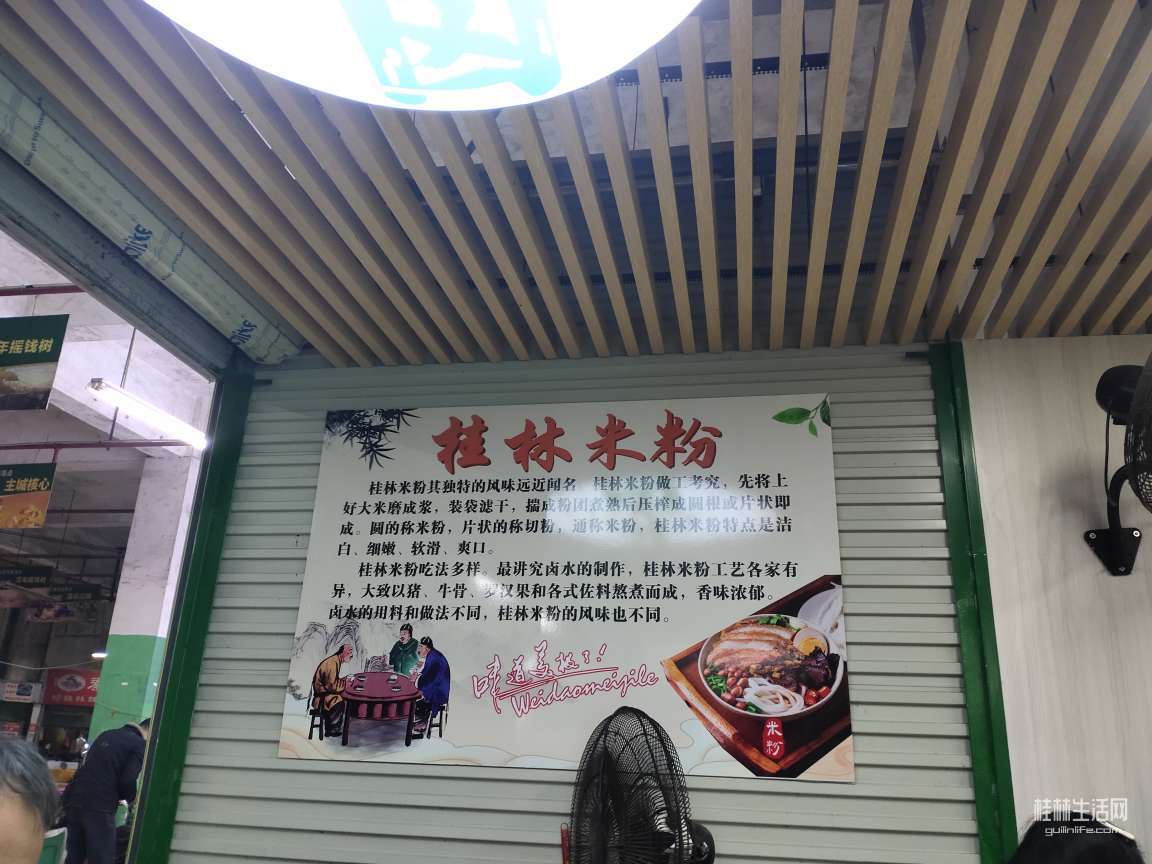 桂林米粉
桂林米粉其独特的风味远近闻名，桂林米粉做工考究，先将上
好大米磨成浆，装袋滤干，揣成粉团煮熟后压榨成圆根或片状即
成。圆的称米粉，片状的称切粉，通称米粉，桂林米粉特点是洁
白、细嫩、软滑、爽口。
桂林米粉吃法多样。最讲究卤水的制作，桂林米粉工艺各家有
异，大致以猪、牛骨、罗汉果和各式佐料熬煮而成，香味浓郁。
卤水的用料和做法不同，桂林米粉的风味也不同。
味道美极了！
Weidaomeijile
米粉
年摇钱树
主城核心
桂林生活网
guilinlife.com